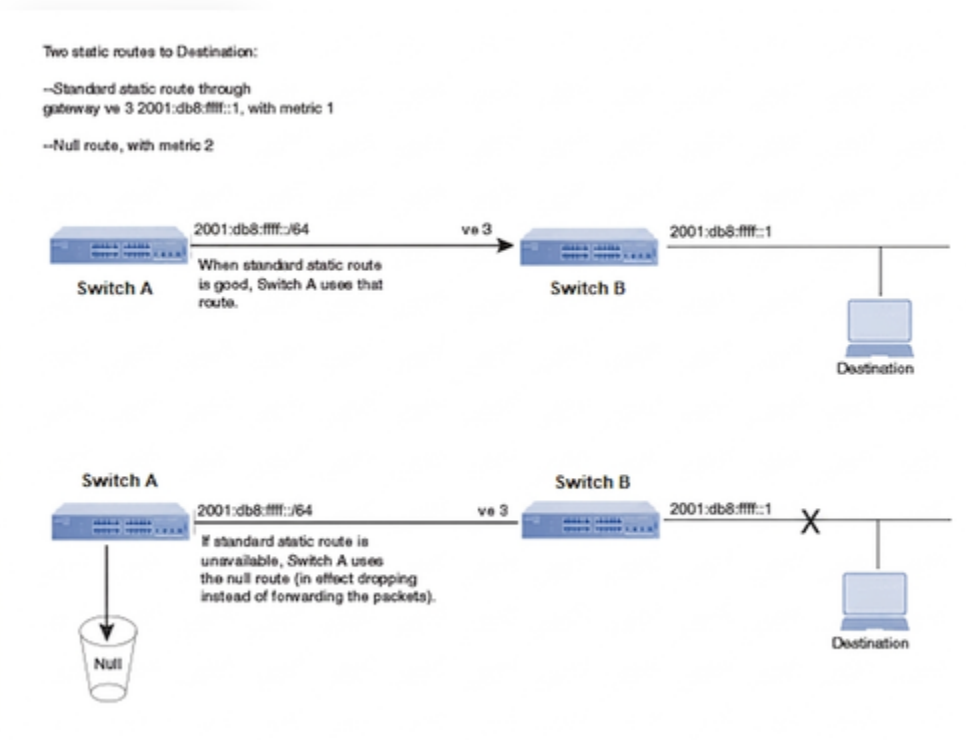 Two static routes to Destination:
--Standard static route through
gateway ve 3 2001:db8:ffff::1, with metric 1
--Null route, with metric 2
2001:db8:ffff::/64
ve 3
2001:db8:ffff::1
When standard static route
is good, Switch A uses that
route.
Switch A
Switch B
Destination
Switch A
Switch B
2001:db8:ffff::/64
ve 3
2001:db8:ffff::1
X
If standard static route is
unavailable, Switch A uses
the null route (in effect dropping
instead of forwarding the packets).
Null
Destination